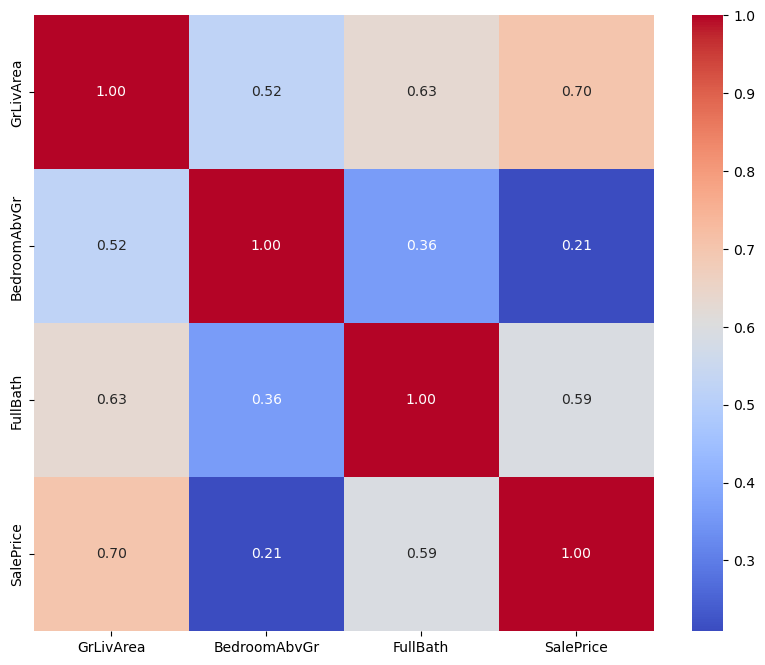 GrLivArea 1.00 0.52 0.63 0.70
BedroomAbvGr 0.52 1.00 0.36 0.21
FullBath 0.63 0.36 1.00 0.59
SalePrice 0.70 0.21 0.59 1.00
GrLivArea BedroomAbvGr FullBath SalePrice
1.0
0.9
0.8
0.7
0.6
0.5
0.4
0.3